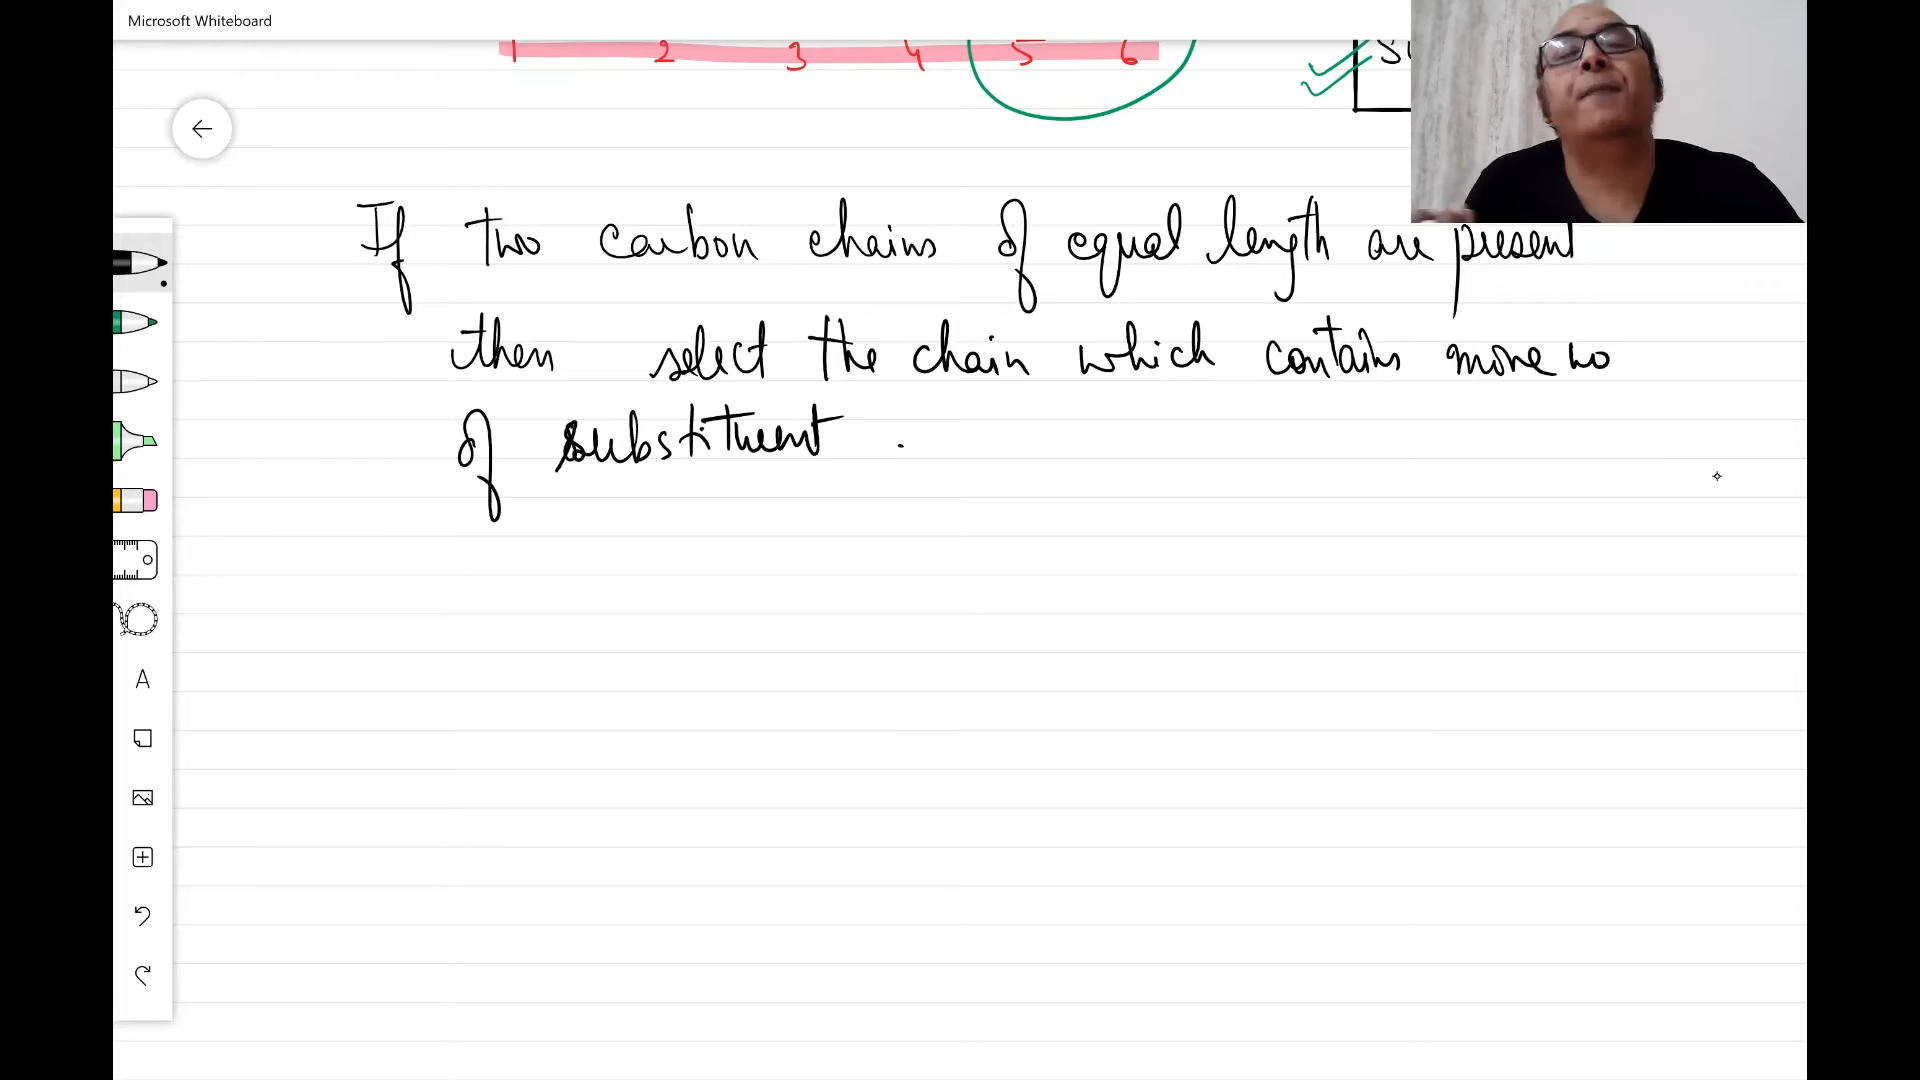 Microsoft Whiteboard
1 2 3 4 5 6
If two carbon chains of equal length are present
then select the chain which contains more no
of substituent .
A